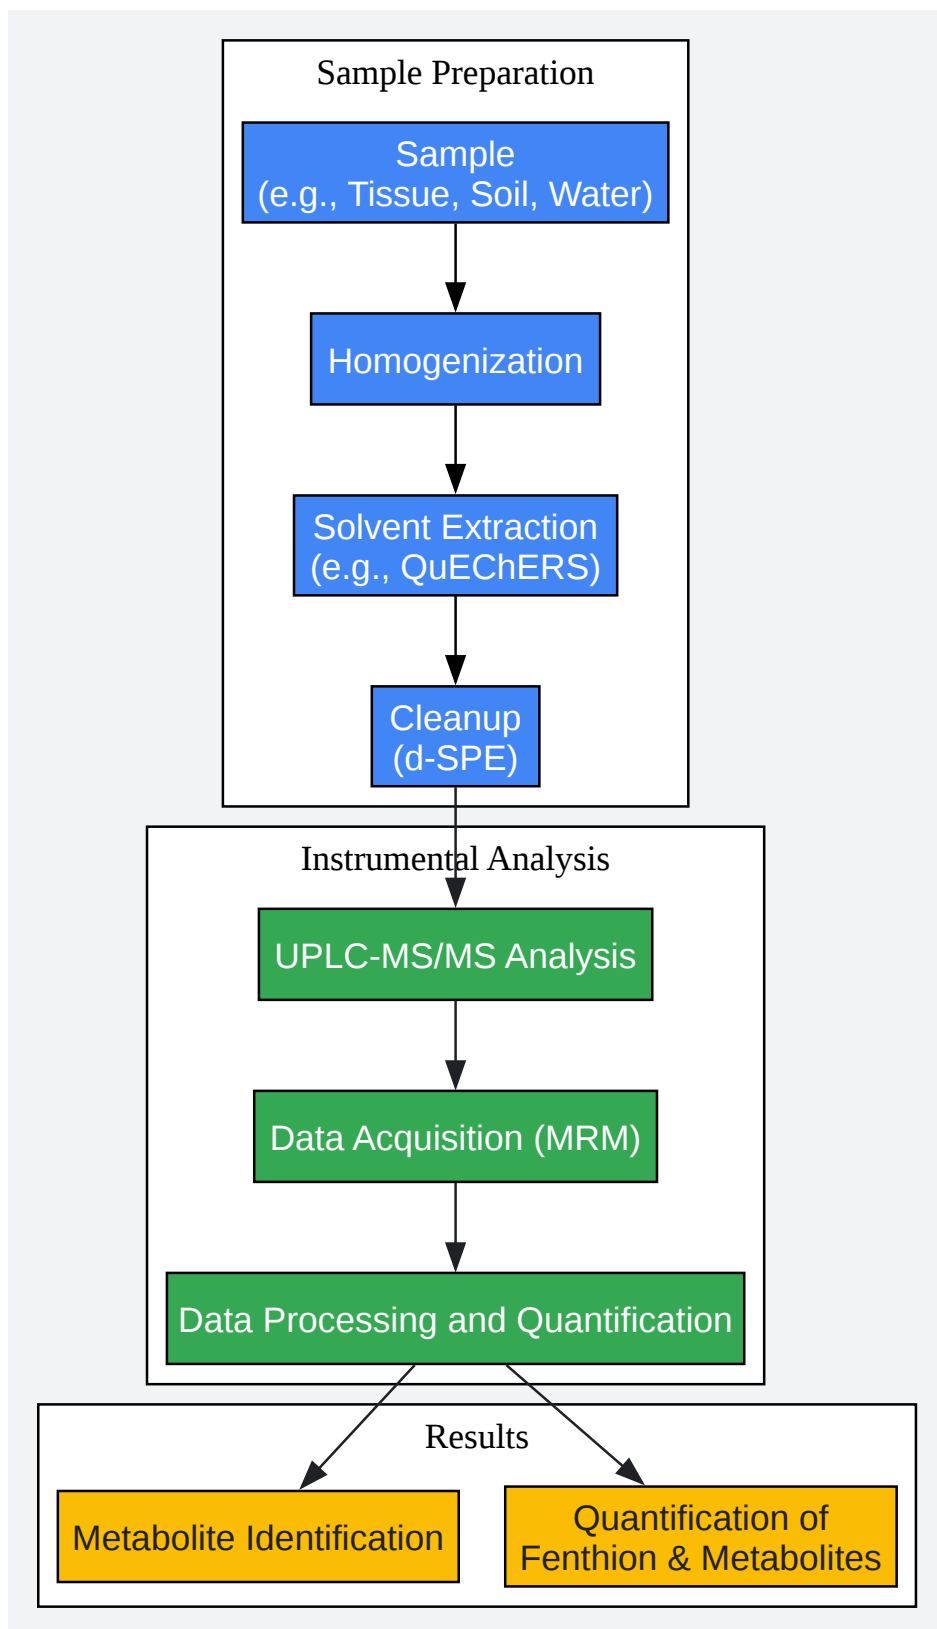 Sample Preparation
Sample
(e.g., Tissue, Soil, Water)
Homogenization
Solvent Extraction
(e.g., QuEChERS)
Cleanup
(d-SPE)
Instrumental Analysis
UPLC-MS/MS Analysis
Data Acquisition (MRM)
Data Processing and Quantification
Results
Metabolite Identification
Quantification of
Fenthion & Metabolites